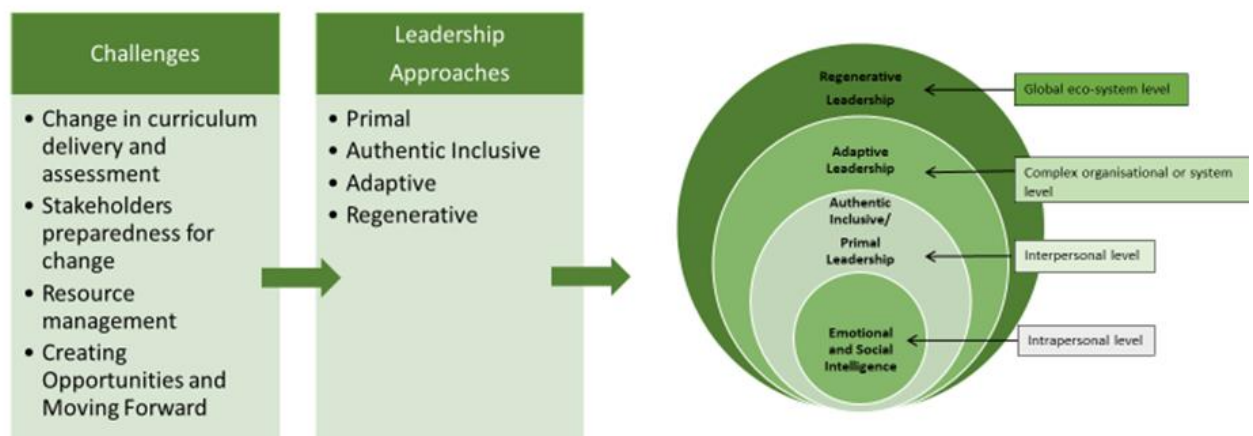 Challenges
• Change in curriculum
delivery and
assessment
• Stakeholders
preparedness for
change
• Resource
management
• Creating
Opportunities and
Moving Forward
Leadership
Approaches
• Primal
• Authentic Inclusive
• Adaptive
• Regenerative
Regenerative
Leadership
Adaptive
Leadership
Authentic
Inclusive/
Primal
Leadership
Emotional
and Social
Intelligence
Global eco-system level
Complex organisational or system
level
Interpersonal level
Intrapersonal level